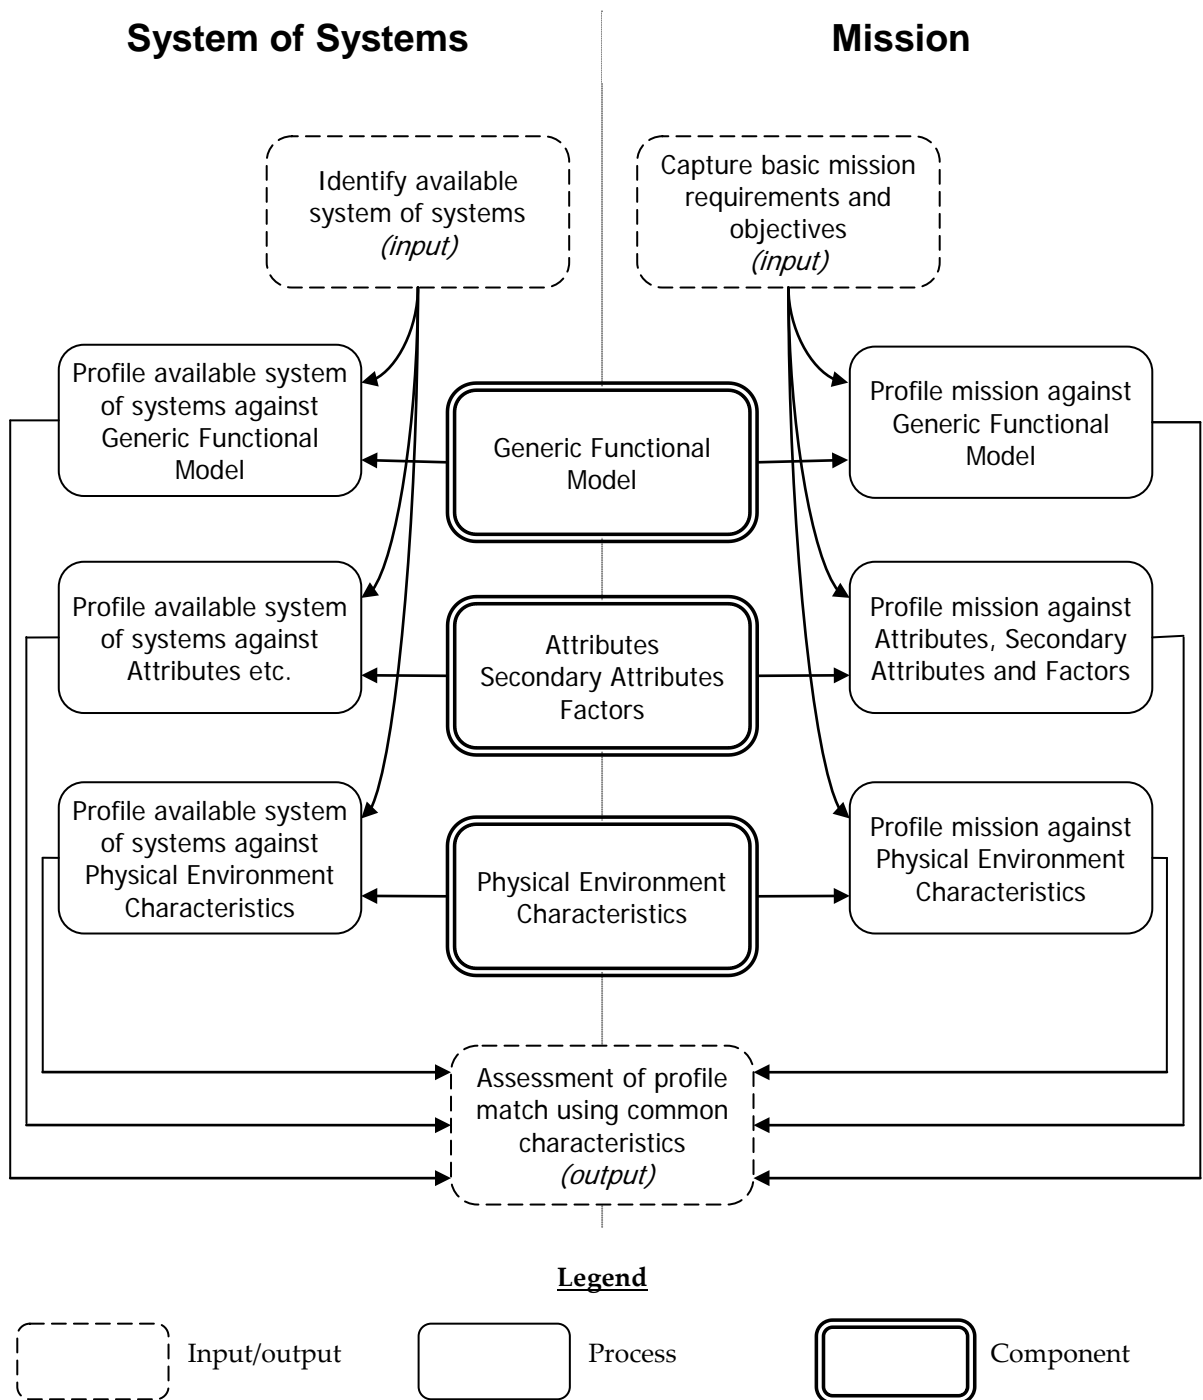 System of Systems
Mission
Identify available
system of systems
(input)
Capture basic mission
requirements and
objectives
(input)
Profile available system
of systems against
Generic Functional
Model
Generic Functional
Model
Profile mission against
Generic Functional
Model
Profile available system
of systems against
Attributes etc.
Attributes
Secondary Attributes
Factors
Profile mission against
Attributes, Secondary
Attributes and Factors
Profile available system
of systems against
Physical Environment
Characteristics
Physical Environment
Characteristics
Profile mission against
Physical Environment
Characteristics
Assessment of profile
match using common
characteristics
(output)
Legend
Input/output
Process
Component